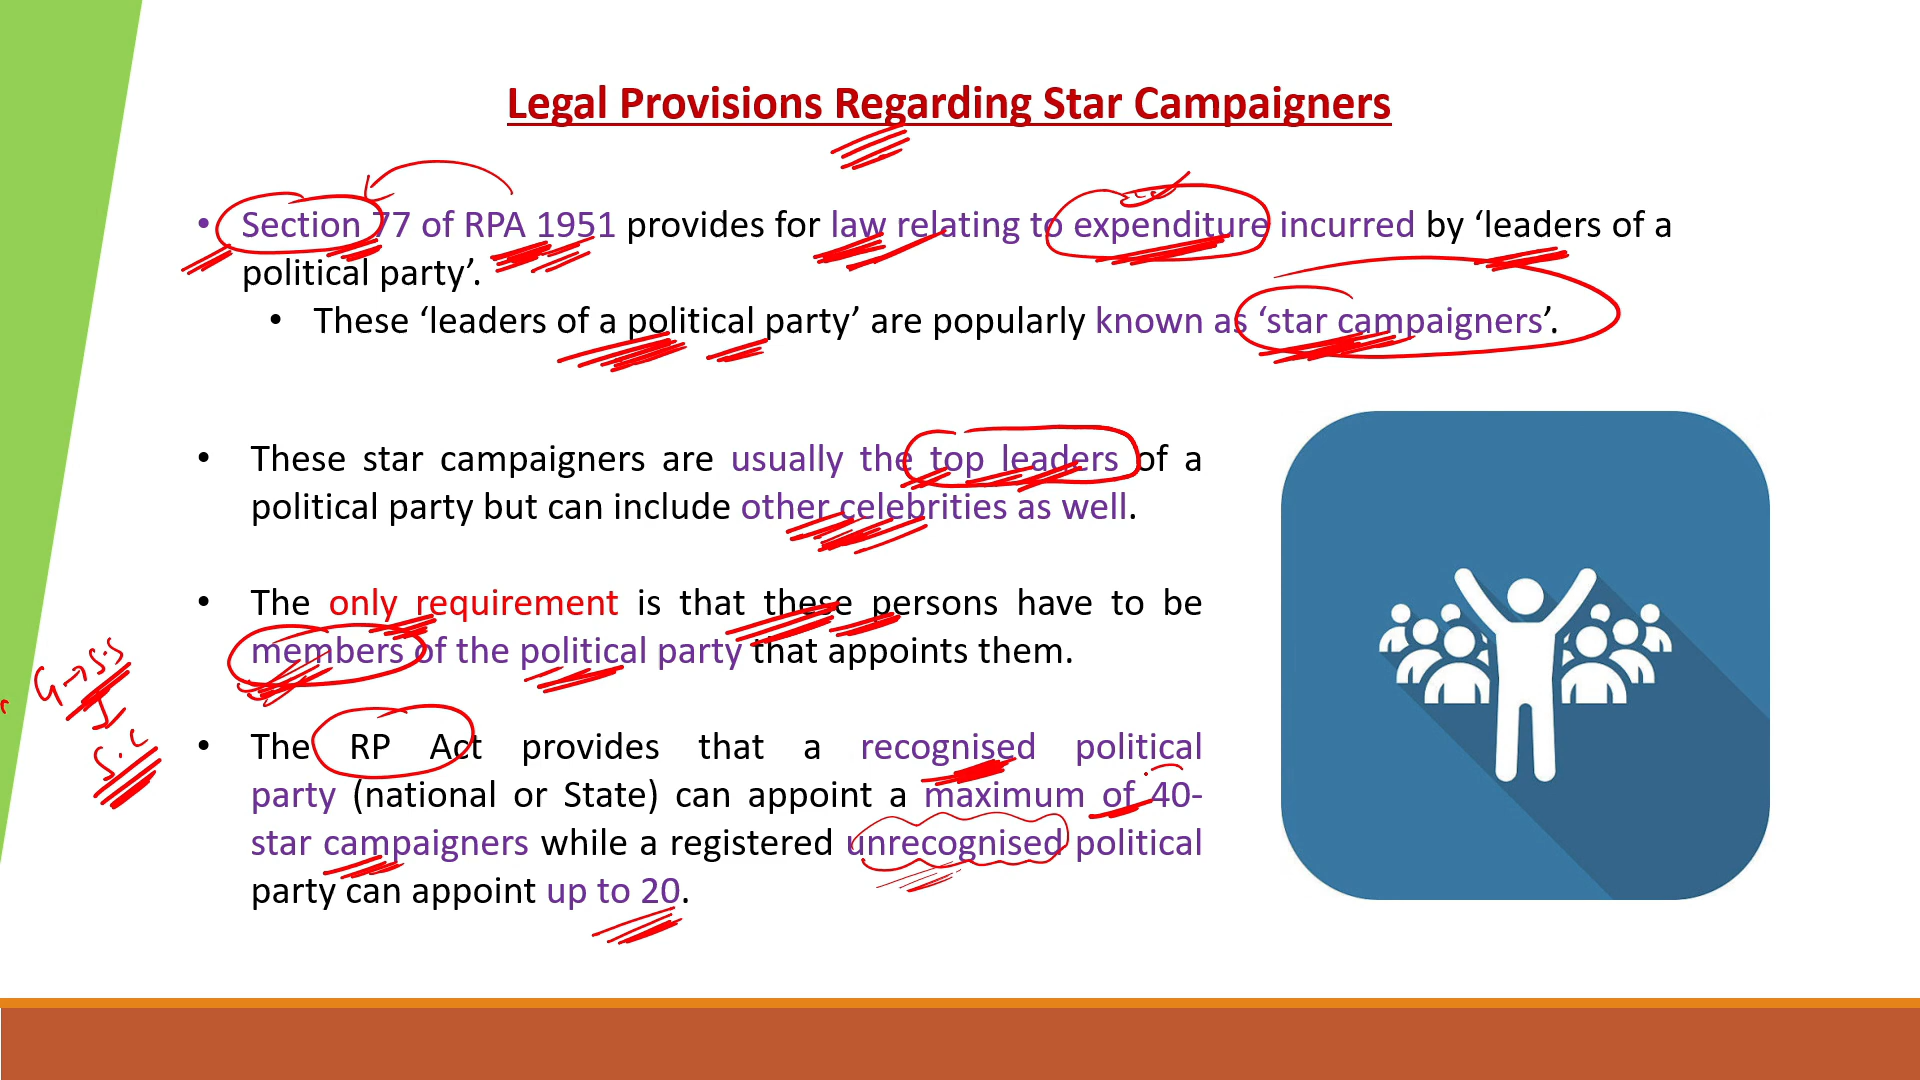 Legal Provisions Regarding Star Campaigners
• Section 77 of RPA 1951 provides for law relating to expenditure incurred by ‘leaders of a
political party’.
• These ‘leaders of a political party’ are popularly known as ‘star campaigners’.
• These star campaigners are usually the top leaders of a
political party but can include other celebrities as well.
• The only requirement is that these persons have to be
members of the political party that appoints them.
• The RP Act provides that a recognised political
party (national or State) can appoint a maximum of 40-
star campaigners while a registered unrecognised political
party can appoint up to 20.
G→S.S
S.C